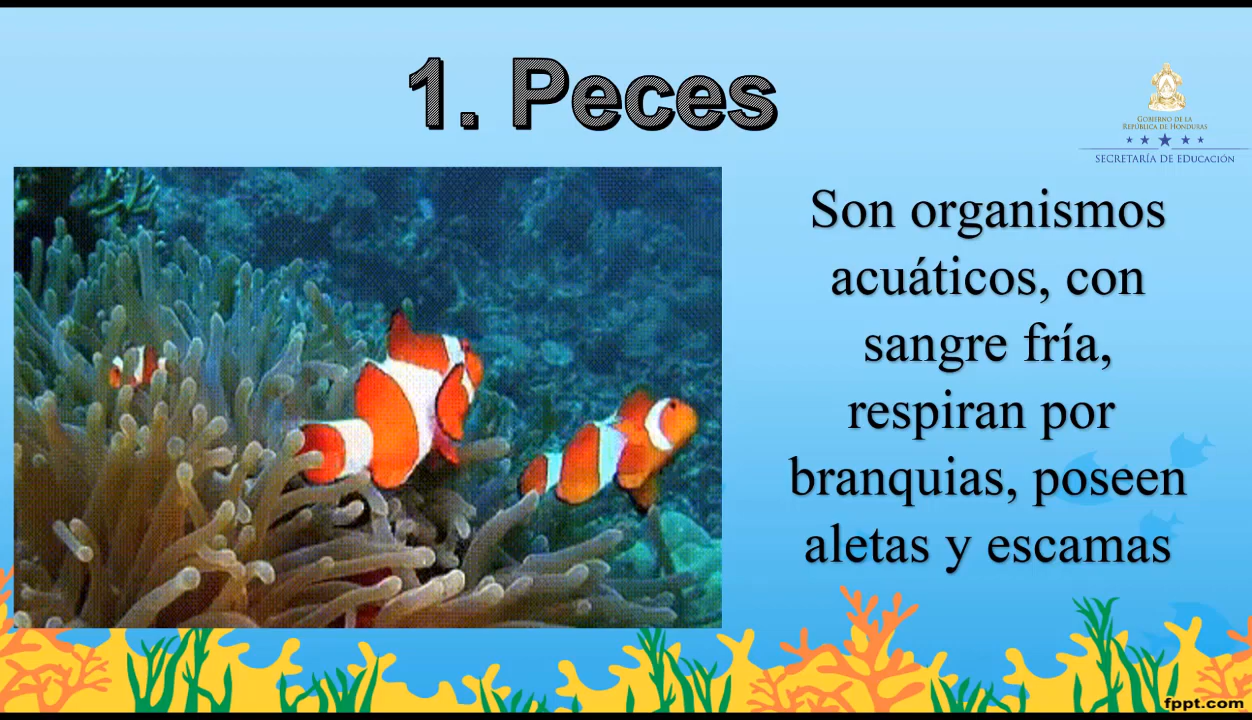 1. Peces
GOBIERNO DE LA
REPÚBLICA DE HONDURAS
SECRETARÍA DE EDUCACIÓN
Son organismos
acuáticos, con
sangre fría,
respiran por
branquias, poseen
aletas y escamas
fppt.com